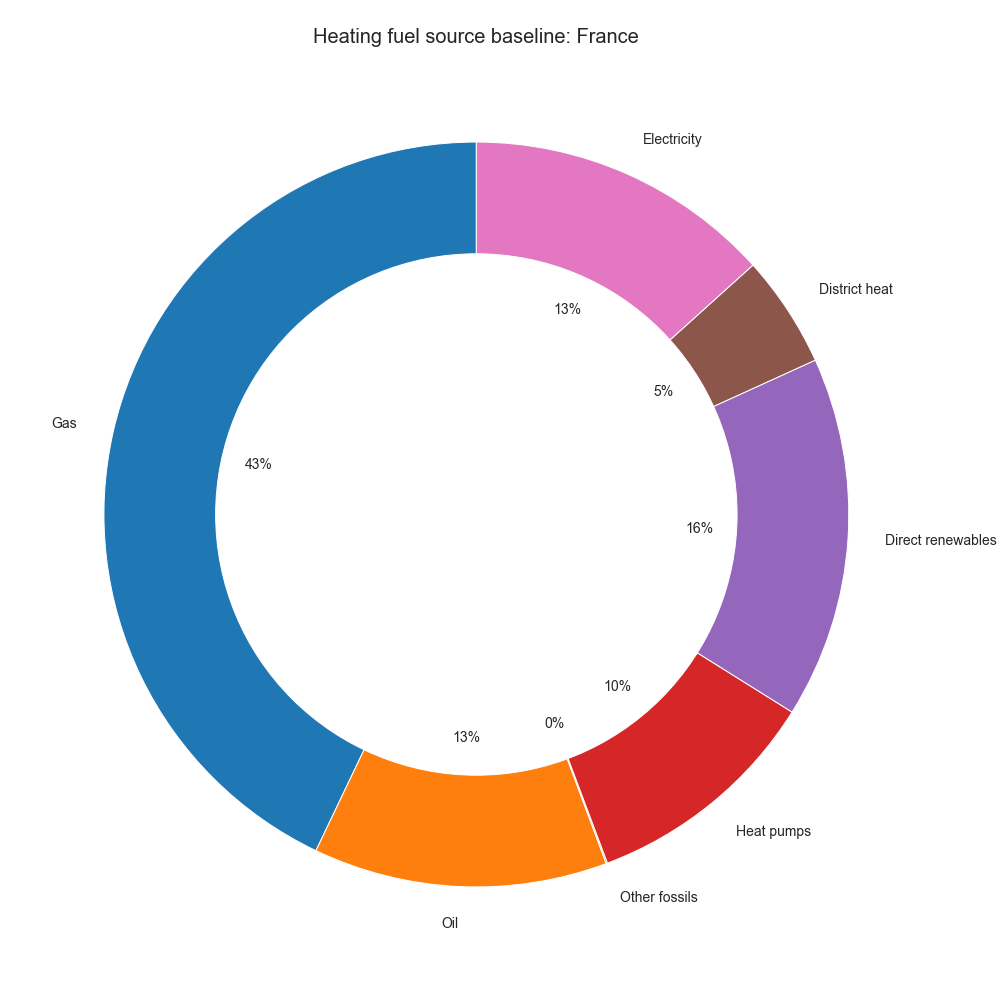 Heating fuel source baseline: France
Electricity
13%
District heat
5%
Gas
43%
16%
Direct renewables
10%
0%
13%
Heat pumps
Other fossils
Oil